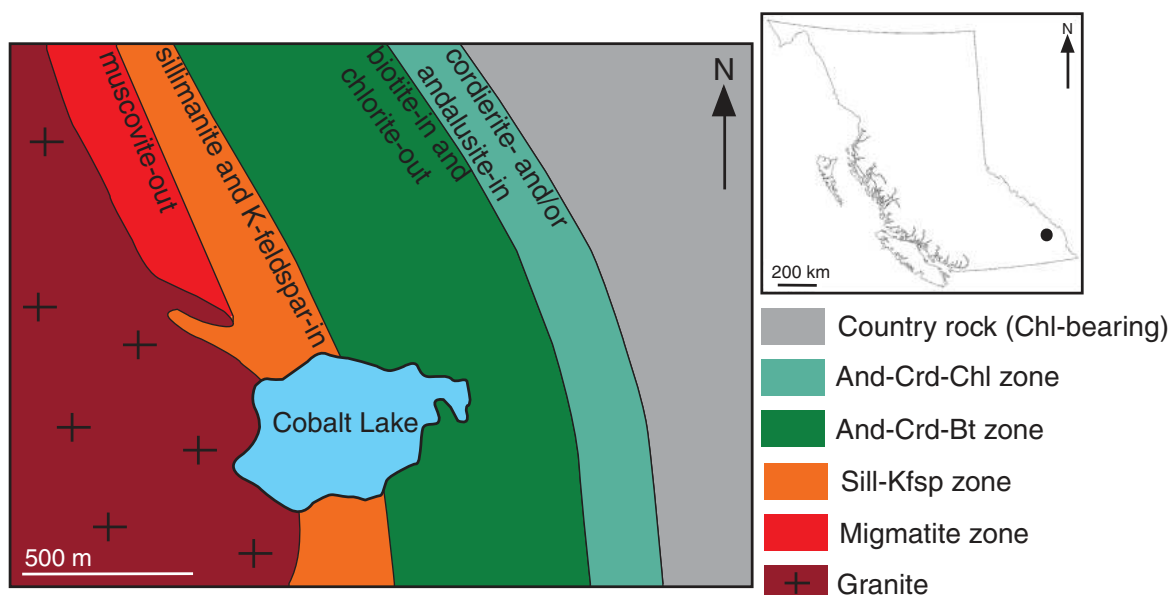 muscovite-out
sillimanite and K-feldspar-in
biotite-in and
chlorite-out
cordierite- and/or
andalusite-in
N
Cobalt Lake
500 m
N
200 km
Country rock (Chl-bearing)
And-Crd-Chl zone
And-Crd-Bt zone
Sill-Kfsp zone
Migmatite zone
Granite